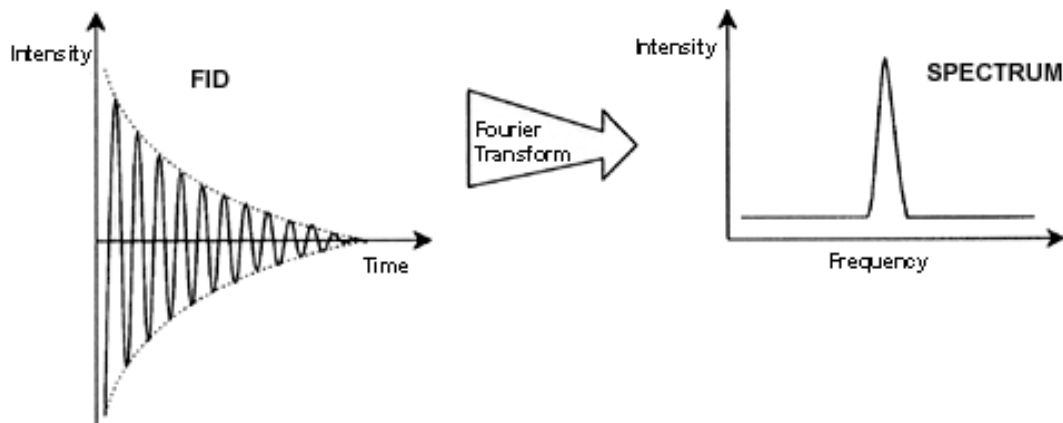 Intensity
FID
Time
Fourier
Transform
Intensity
SPECTRUM
Frequency